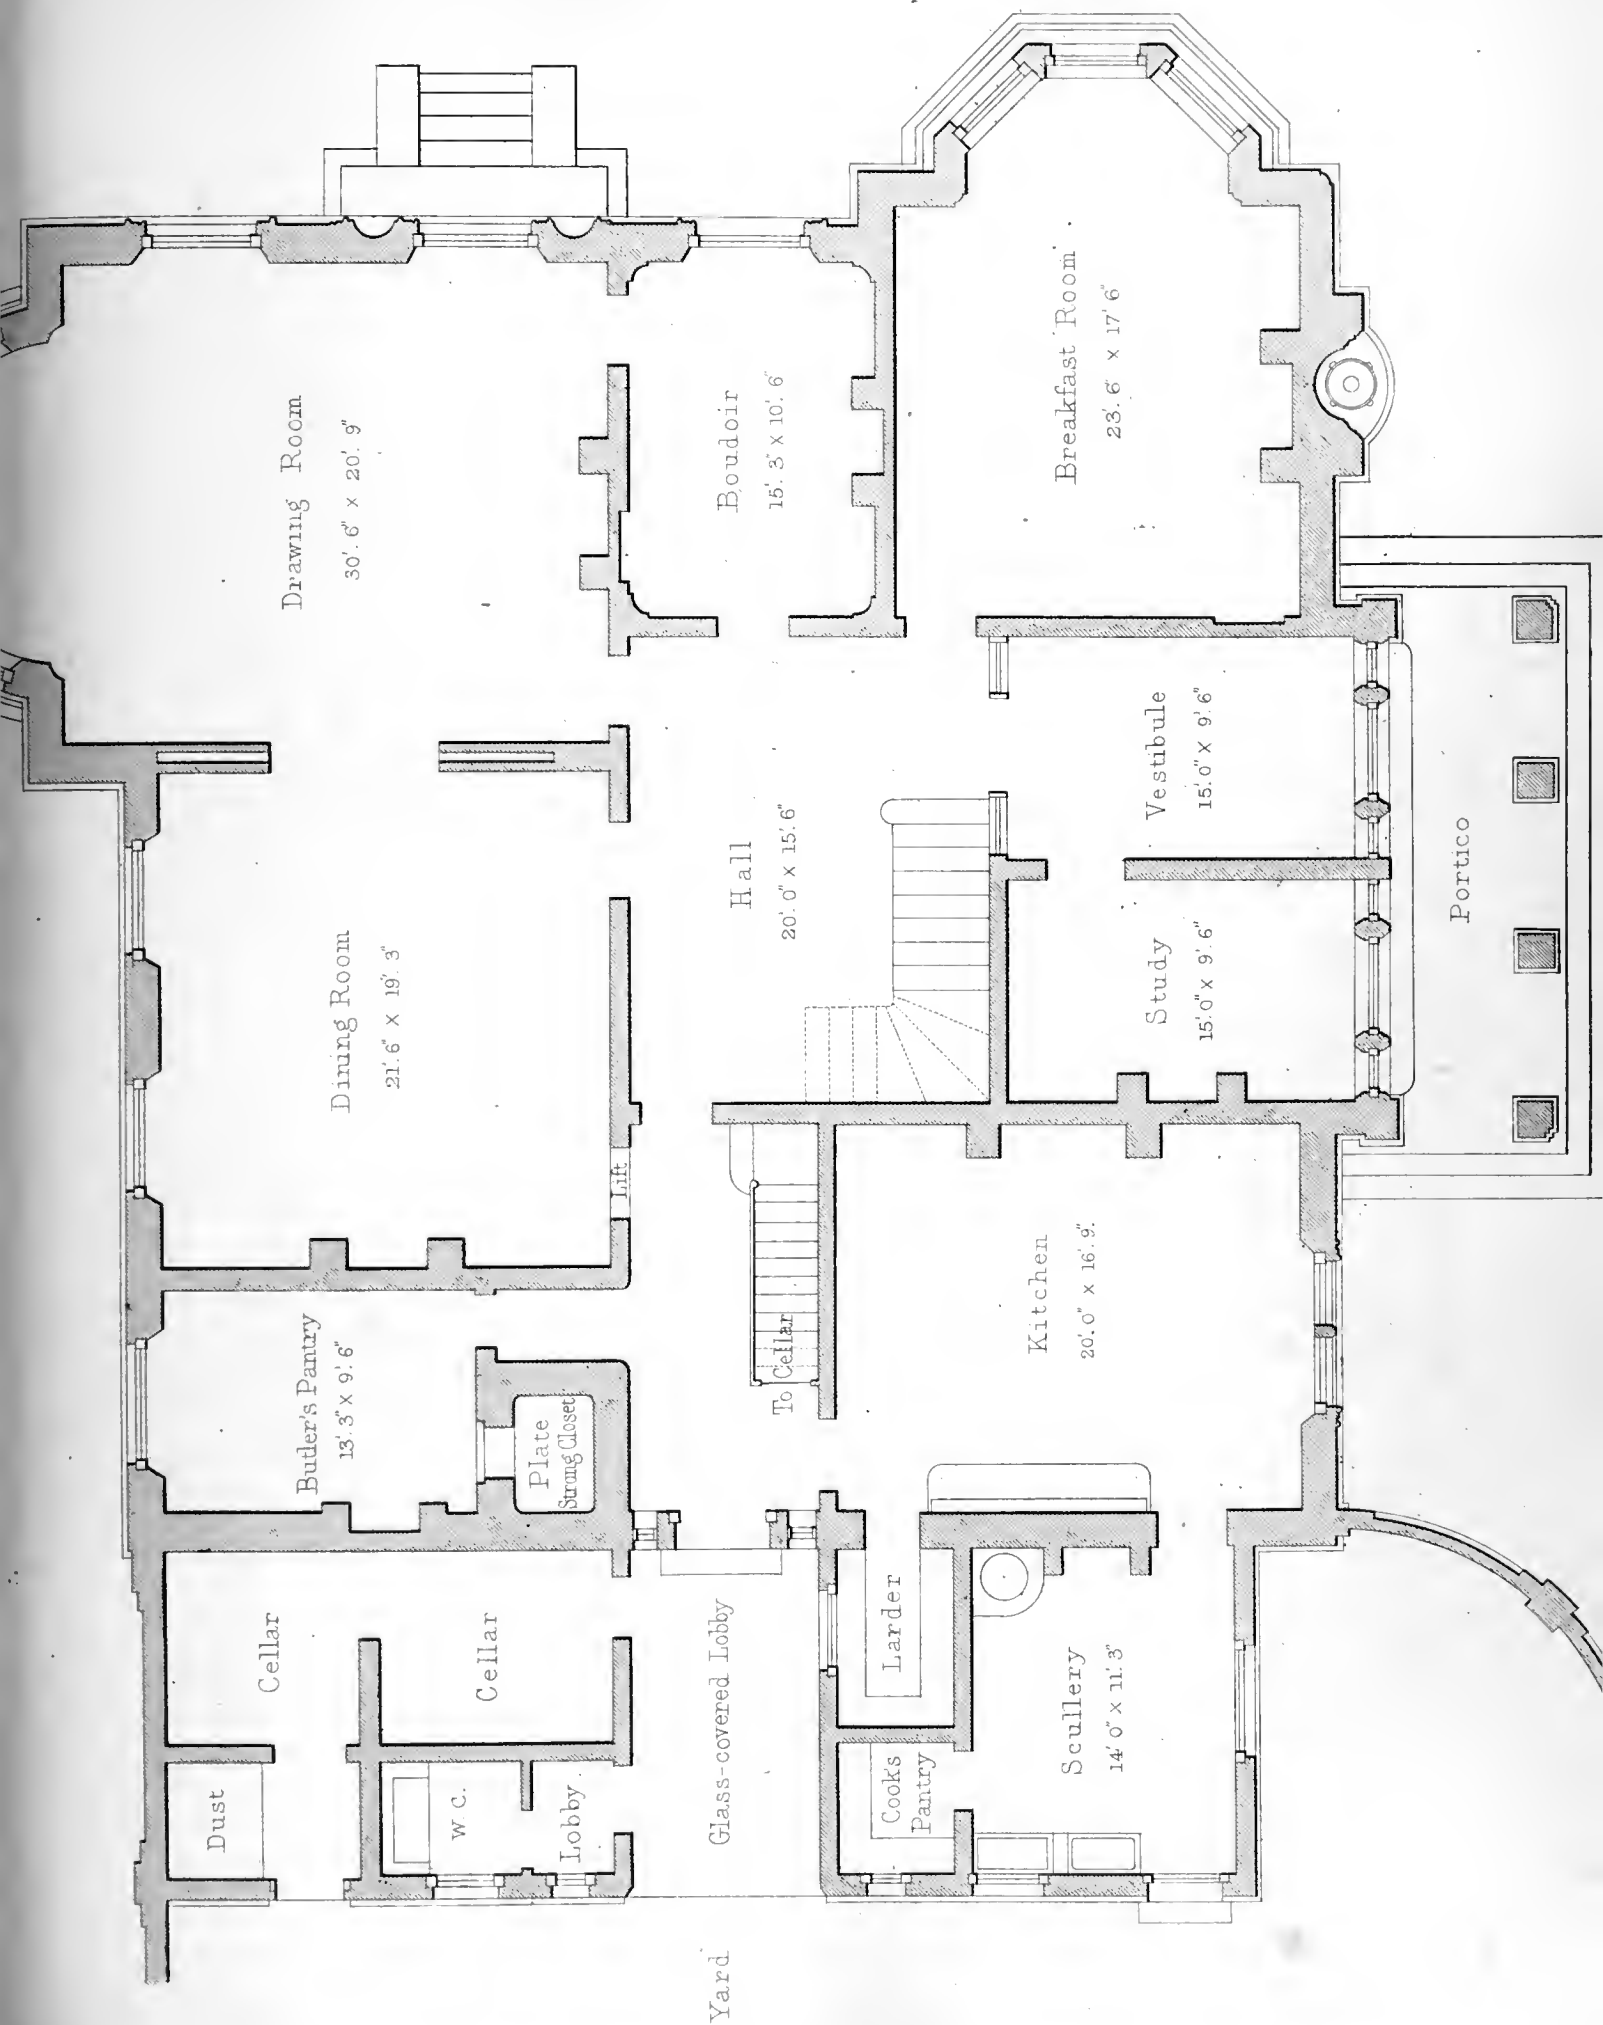 Drawing Room
30'. 6" x 20'. 9"
Boudoir
15'. 3" x 10'. 6"
Breakfast Room
23'. 6" x 17' 6"
Dining Room
21'. 6" x 19'. 3"
Hall
20'. 0" x 15'. 6"
Vestibule
15'. 0" x 9'. 6"
Study
15'. 0" x 9'. 6"
Portico
Lift
Butler's Pantry
13'. 3" x 9'. 6"
Plate
Strong Closet
To Cellar
Kitchen
20'. 0" x 16'. 9".
Cellar
Cellar
Glass-covered Lobby
Larder
Scullery
14' 0" x 11'. 3"
Dust
W. C.
Lobby
Cook's
Pantry
Yard